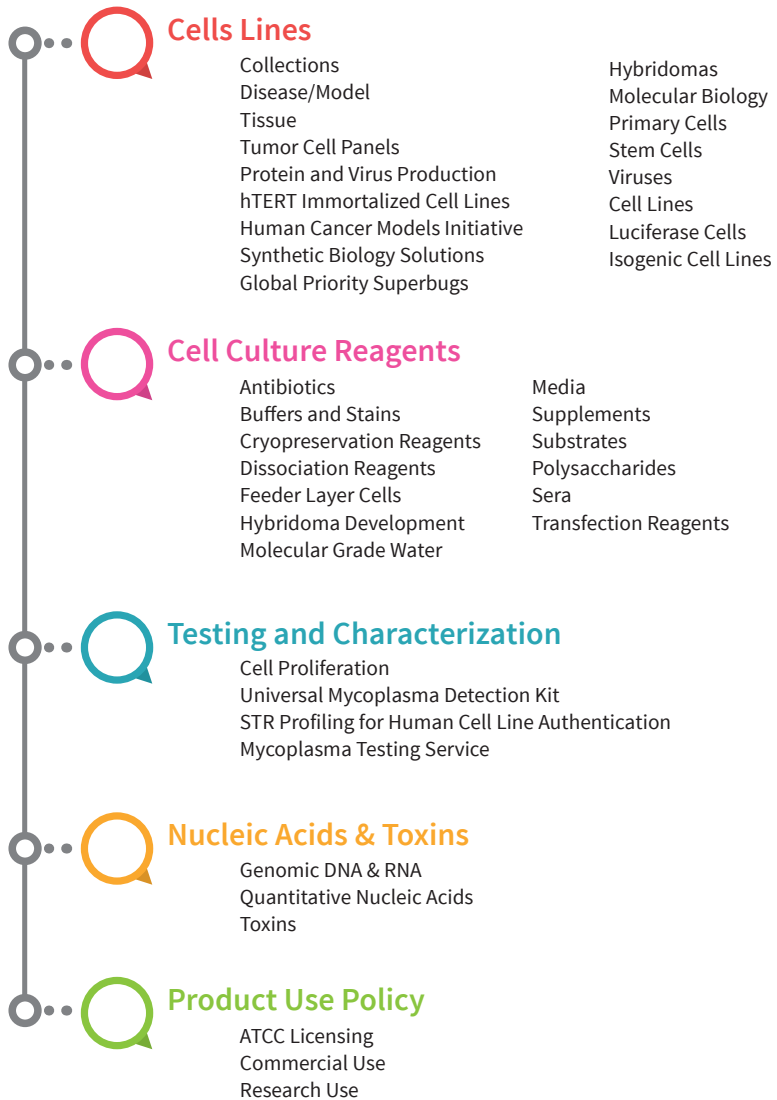 Cells Lines
Collections
Disease/Model
Tissue
Tumor Cell Panels
Protein and Virus Production
hTERT Immortalized Cell Lines
Human Cancer Models Initiative
Synthetic Biology Solutions
Global Priority Superbugs
Hybridomas
Molecular Biology
Primary Cells
Stem Cells
Viruses
Cell Lines
Luciferase Cells
Isogenic Cell Lines
Cell Culture Reagents
Antibiotics
Buffers and Stains
Cryopreservation Reagents
Dissociation Reagents
Feeder Layer Cells
Hybridoma Development
Molecular Grade Water
Media
Supplements
Substrates
Polysaccharides
Sera
Transfection Reagents
Testing and Characterization
Cell Proliferation
Universal Mycoplasma Detection Kit
STR Profiling for Human Cell Line Authentication
Mycoplasma Testing Service
Nucleic Acids & Toxins
Genomic DNA & RNA
Quantitative Nucleic Acids
Toxins
Product Use Policy
ATCC Licensing
Commercial Use
Research Use